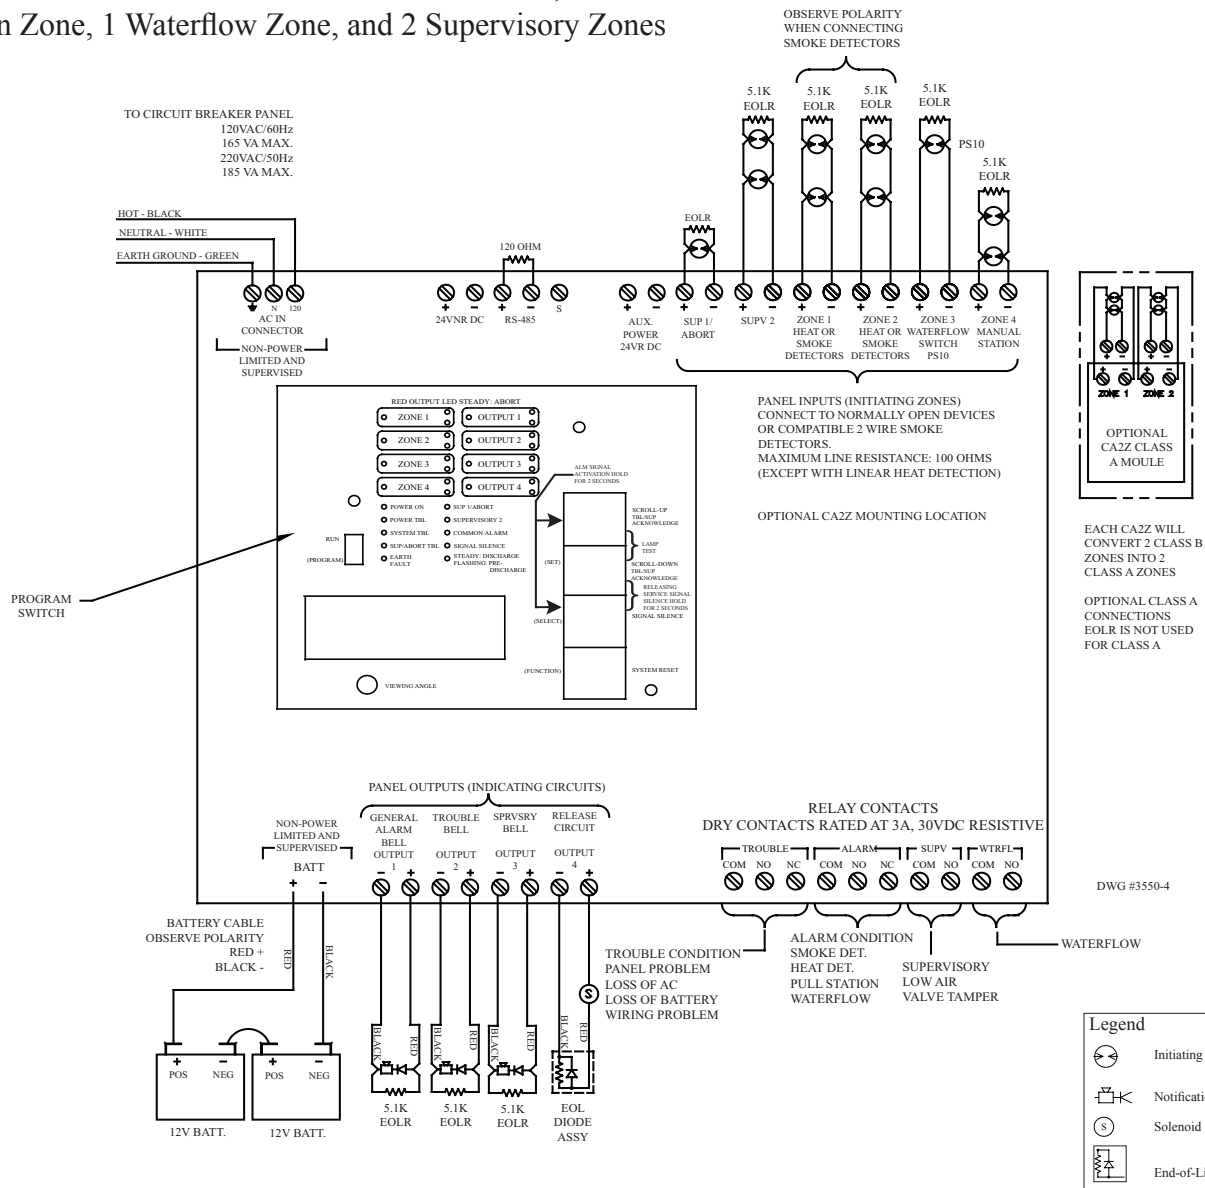 n Zone, 1 Waterflow Zone, and 2 Supervisory Zones
OBSERVE POLARITY
WHEN CONNECTING
SMOKE DETECTORS
TO CIRCUIT BREAKER PANEL
120VAC/60Hz
165 VA MAX.
220VAC/50Hz
185 VA MAX.
5.1K
EOLR
5.1K
EOLR
5.1K
EOLR
5.1K
EOLR
PS10
5.1K
EOLR
HOT - BLACK
NEUTRAL - WHITE
EARTH GROUND - GREEN
EOLR
120 OHM
N 120
AC IN
CONNECTOR
NON-POWER
LIMITED AND
SUPERVISED
+ -
24VNR DC
+ -
RS-485
S
+ -
AUX.
POWER
24VR DC
+ -
SUP 1/
ABORT
+ -
SUPV 2
+ -
ZONE 1
HEAT OR
SMOKE
DETECTORS
+ -
ZONE 2
HEAT OR
SMOKE
DETECTORS
+ -
ZONE 3
WATERFLOW
SWITCH
PS10
+ -
ZONE 4
MANUAL
STATION
PANEL INPUTS (INITIATING ZONES)
CONNECT TO NORMALLY OPEN DEVICES
OR COMPATIBLE 2 WIRE SMOKE
DETECTORS.
MAXIMUM LINE RESISTANCE: 100 OHMS
(EXCEPT WITH LINEAR HEAT DETECTION)
OPTIONAL CA2Z MOUNTING LOCATION
+ - + -
+ - + -
ZONE 1 ZONE 2
OPTIONAL
CA2Z CLASS
A MOULE
EACH CA2Z WILL
CONVERT 2 CLASS B
ZONES INTO 2
CLASS A ZONES
OPTIONAL CLASS A
CONNECTIONS
EOLR IS NOT USED
FOR CLASS A
RED OUTPUT LED STEADY: ABORT
ZONE 1 OUTPUT 1
ZONE 2 OUTPUT 2
ZONE 3 OUTPUT 3
ZONE 4 OUTPUT 4
POWER ON SUP 1/ABORT
POWER TBL SUPERVISORY 2
SYSTEM TBL COMMON ALARM
SUP/ABORT TBL SIGNAL SILENCE
EARTH
FAULT
STEADY: DISCHARGE
FLASHING: PRE-
DISCHARGE
RUN
(PROGRAM)
PROGRAM
SWITCH
VIEWING ANGLE
ALM SIGNAL
ACTIVATION HOLD
FOR 2 SECONDS
(SET)
(SELECT)
(FUNCTION)
SCROLL-UP
TBL/SUP
ACKNOWLEDGE
LAMP
TEST
SCROLL-DOWN
TBL/SUP
ACKNOWLEDGE
RELEASING
SERVICE SIGNAL
SILENCE HOLD
FOR 2 SECONDS
SIGNAL SILENCE
SYSTEM RESET
PANEL OUTPUTS (INDICATING CIRCUITS)
NON-POWER
LIMITED AND
SUPERVISED
BATT
+ -
GENERAL
ALARM
BELL
OUTPUT
1
- +
TROUBLE
BELL
OUTPUT
2
- +
SPRVSRY
BELL
OUTPUT
3
- +
RELEASE
CIRCUIT
OUTPUT
4
- +
RELAY CONTACTS
DRY CONTACTS RATED AT 3A, 30VDC RESISTIVE
TROUBLE ALARM SUPV WTRFL
COM NO NC COM NO NC COM NO COM NO
DWG #3550-4
BATTERY CABLE
OBSERVE POLARITY
RED +
BLACK -
RED
BLACK
TROUBLE CONDITION
PANEL PROBLEM
LOSS OF AC
LOSS OF BATTERY
WIRING PROBLEM
ALARM CONDITION
SMOKE DET.
HEAT DET.
PULL STATION
WATERFLOW
SUPERVISORY
LOW AIR
VALVE TAMPER
WATERFLOW
S
BLACK RED
BLACK RED
BLACK RED
BLACK RED
+ - + -
POS NEG POS NEG
12V BATT. 12V BATT.
5.1K
EOLR
5.1K
EOLR
5.1K
EOLR
EOL
DIODE
ASSY
Legend
Initiating
Notificati
S Solenoid
End-of-Li